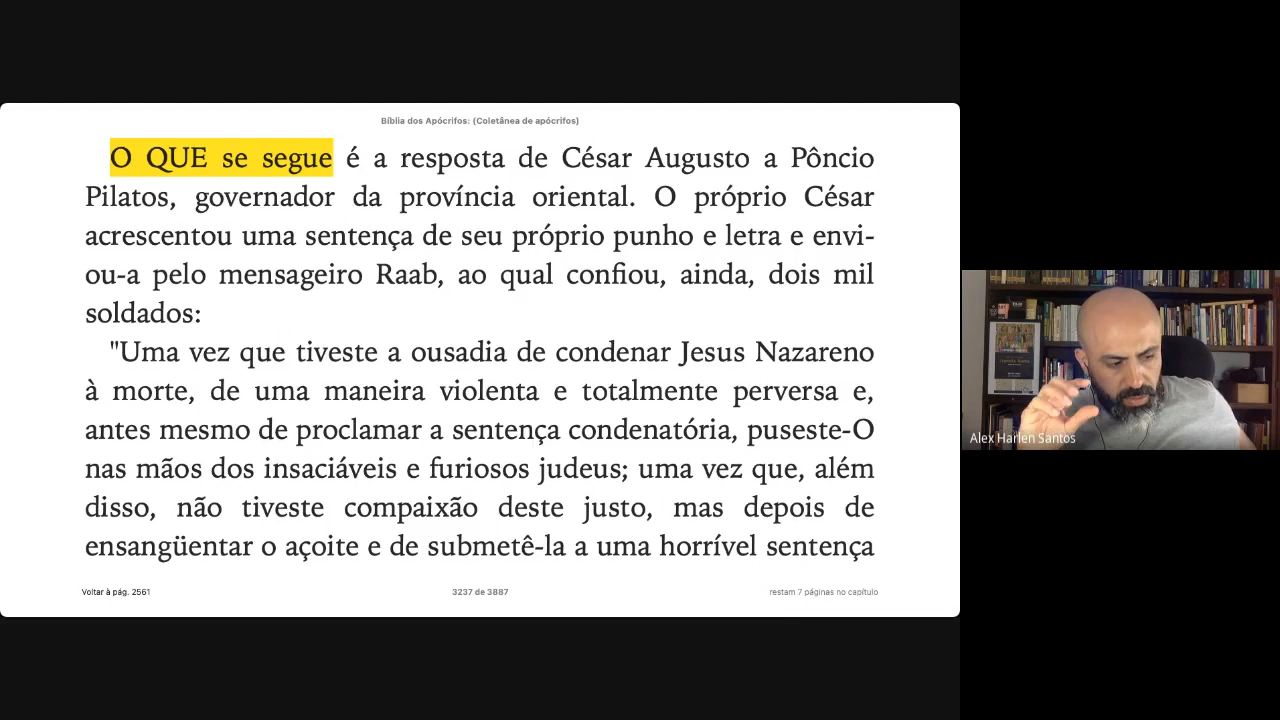 Bíblia dos Apócrifos: (Coletânea de apócrifos)
O QUE se segue é a resposta de César Augusto a Pôncio
Pilatos, governador da província oriental. O próprio César
acrescentou uma sentença de seu próprio punho e letra e envi-
ou-a pelo mensageiro Raab, ao qual confiou, ainda, dois mil
soldados:
"Uma vez que tiveste a ousadia de condenar Jesus Nazareno
à morte, de uma maneira violenta e totalmente perversa e,
antes mesmo de proclamar a sentença condenatória, puseste-O
nas mãos dos insaciáveis e furiosos judeus; uma vez que, além
disso, não tiveste compaixão deste justo, mas depois de
ensangüentar o açoite e de submetê-la a uma horrível sentença
Voltar à pág. 2561
3237 de 3887
restam 7 páginas no capítulo
Alex Harlen Santos